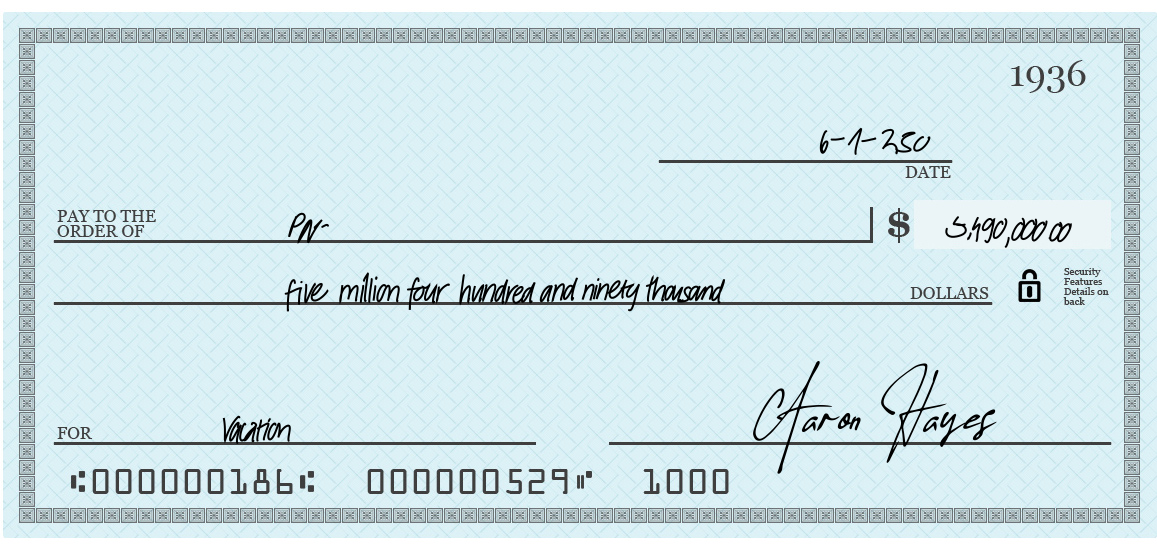 1936
6-1-250
DATE
PAY TO THE
ORDER OF PN- $ 5,490,000.00
five million four hundred and ninety thousand DOLLARS
Security
Features
Details on
back
FOR Vacation Aaron Hayes
⑆000000186⑆ 000000529⑈ 1000